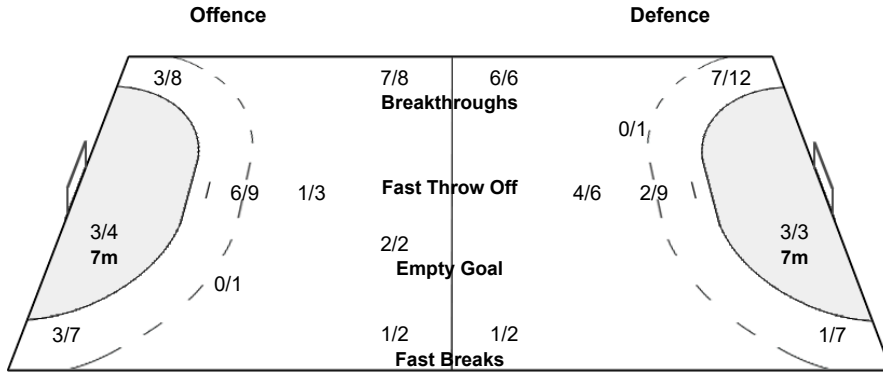 Offence Defence
3/8 7/8 6/6 7/12
Breakthroughs
0/1
6/9 1/3 Fast Throw Off 4/6 2/9
3/4 3/3
7m 2/2 7m
Empty Goal
0/1
3/7 1/2 1/2 1/7
Fast Breaks